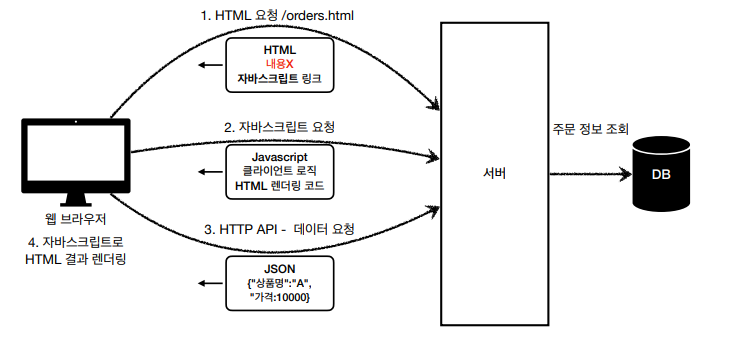 1. HTML 요청 /orders.html
HTML
내용X
자바스크립트 링크
2. 자바스크립트 요청
Javascript
클라이언트 로직
HTML 렌더링 코드
웹 브라우저
4. 자바스크립트로
HTML 결과 렌더링
3. HTTP API - 데이터 요청
JSON
{"상품명":"A",
"가격:10000}
서버
주문 정보 조회
DB